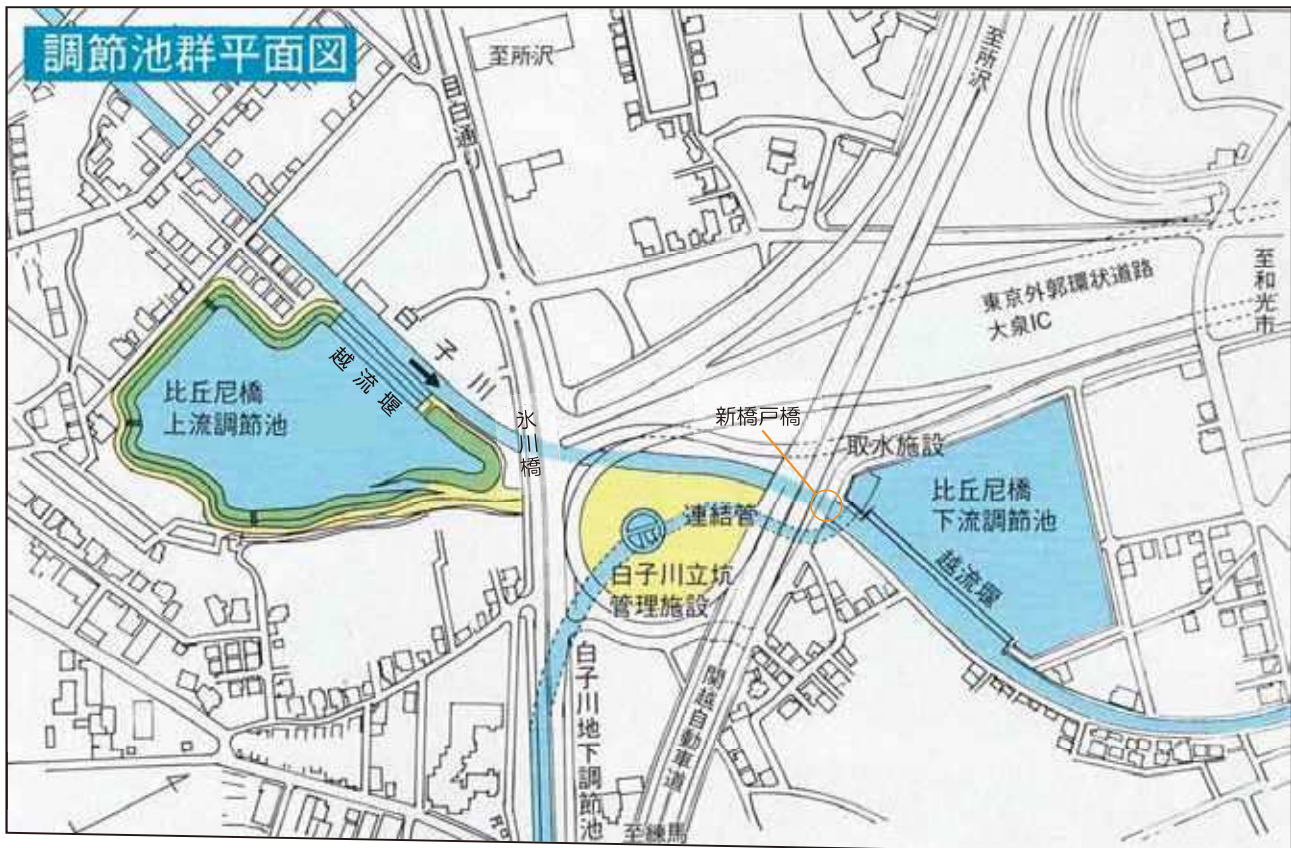 調節池群平面図
至所沢
目白通り
至所沢
東京外郭環状道路
大泉IC
至和光市
子川
越流堰
比丘尼橋
上流調節池
氷川橋
新橋戸橋
取水施設
比丘尼橋
下流調節池
連結管
越流堰
白子川立坑
管理施設
白子川地下調節池
関越自動車道
至練馬